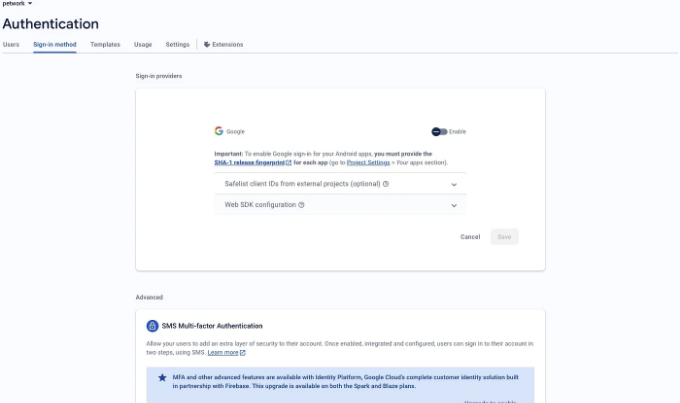 petwork
Authentication
Users Sign-in method Templates Usage Settings Extensions
Sign-in providers
Google Enable
Important: To enable Google sign-in for your Android apps, you must provide the
SHA-1 release fingerprint for each app (go to Project Settings > Your apps section).
Safelist client IDs from external projects (optional)
Web SDK configuration
Cancel Save
Advanced
SMS Multi-factor Authentication
Allow your users to add an extra layer of security to their account. Once enabled, integrated and configured, users can sign in to their account in
two steps, using SMS. Learn more
MFA and other advanced features are available with Identity Platform, Google Cloud's complete customer identity solution built
in partnership with Firebase. This upgrade is available on both the Spark and Blaze plans.
Upgrade to enable